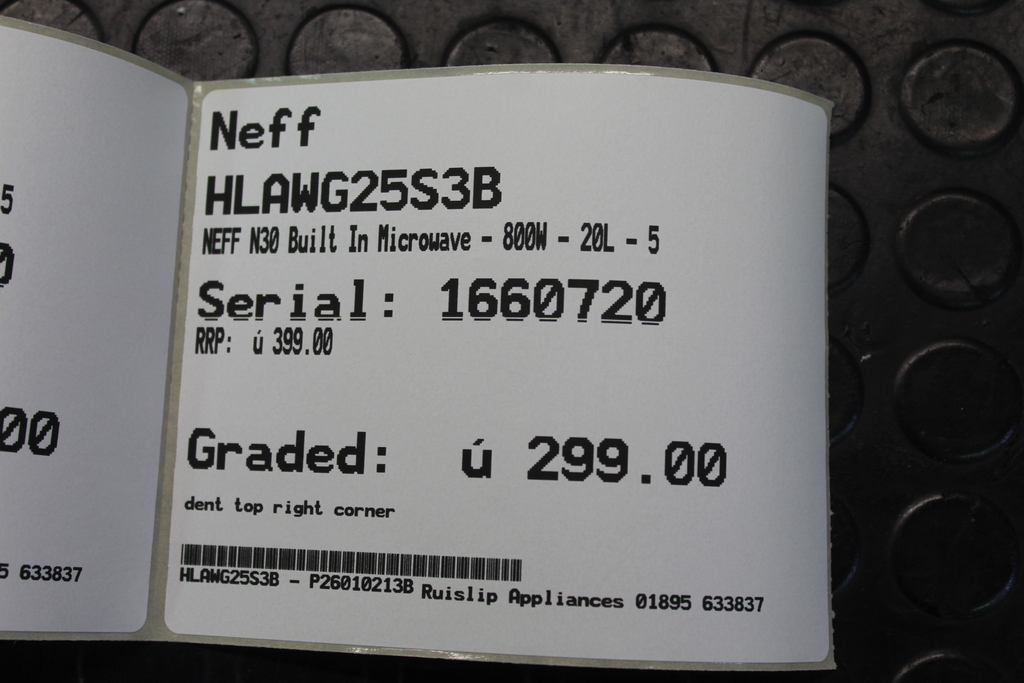 5
0
00
5 633837
Neff
HLAWG25S3B
NEFF N30 Built In Microwave - 800W - 20L - 5
Serial: 1660720
RRP: ú 399.00
Graded: ú 299.00
dent top right corner
HLAWG25S3B - P26010213B Ruislip Appliances 01895 633837